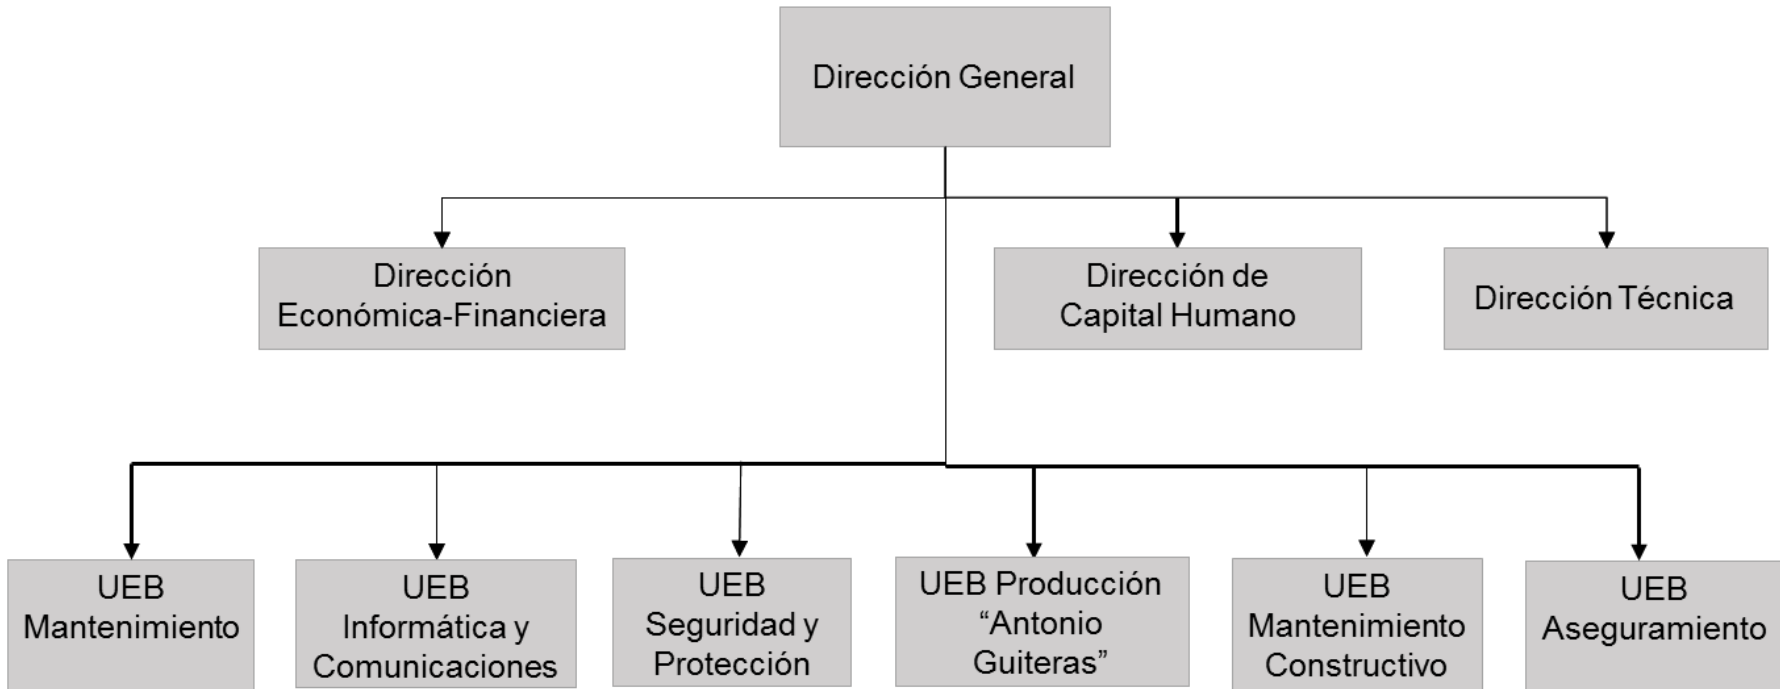 Dirección General
Dirección
Económica-Financiera
Dirección de
Capital Humano
Dirección Técnica
UEB
Mantenimiento
UEB
Informática y
Comunicaciones
UEB
Seguridad y
Protección
UEB Producción
“Antonio
Guiteras”
UEB
Mantenimiento
Constructivo
UEB
Aseguramiento